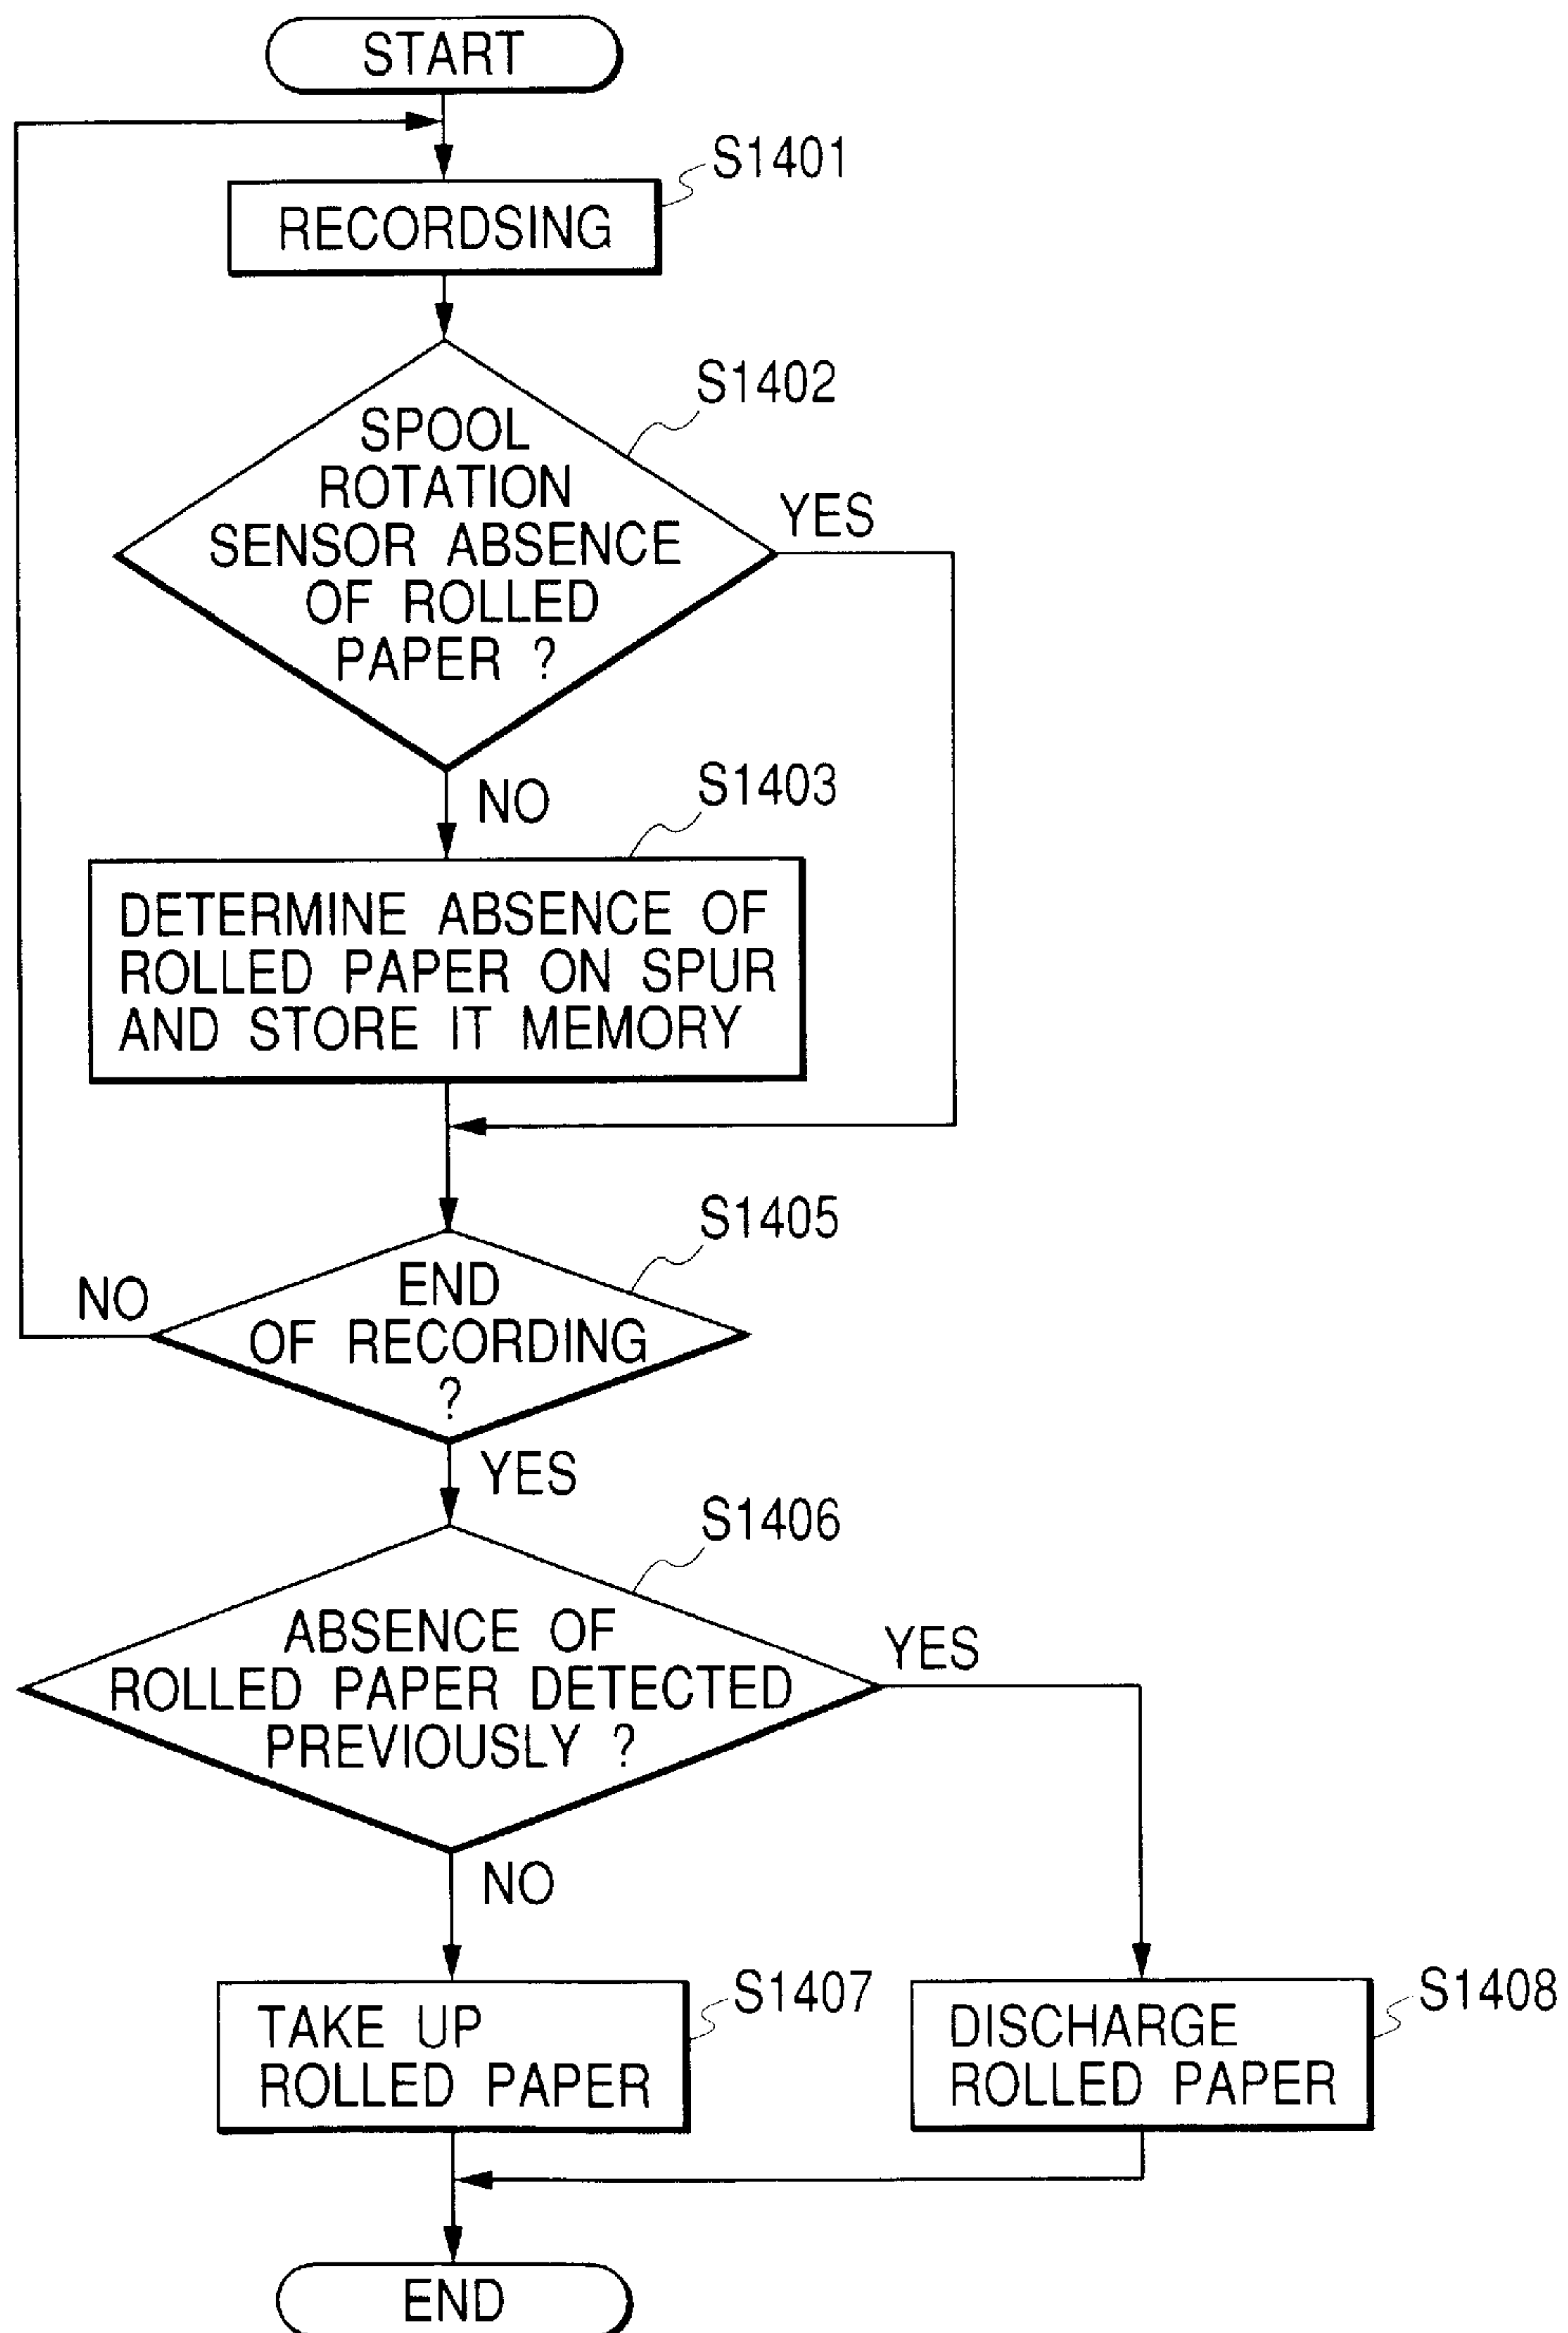 START
S1401
RECORDSING
S1402
SPOOL
ROTATION
SENSOR ABSENCE
OF ROLLED
PAPER ?
YES
NO
S1403
DETERMINE ABSENCE OF
ROLLED PAPER ON SPUR
AND STORE IT MEMORY
S1405
END
OF RECORDING
?
NO
YES
S1406
ABSENCE OF
ROLLED PAPER DETECTED
PREVIOUSLY ?
YES
NO
S1407
TAKE UP
ROLLED PAPER
S1408
DISCHARGE
ROLLED PAPER
END